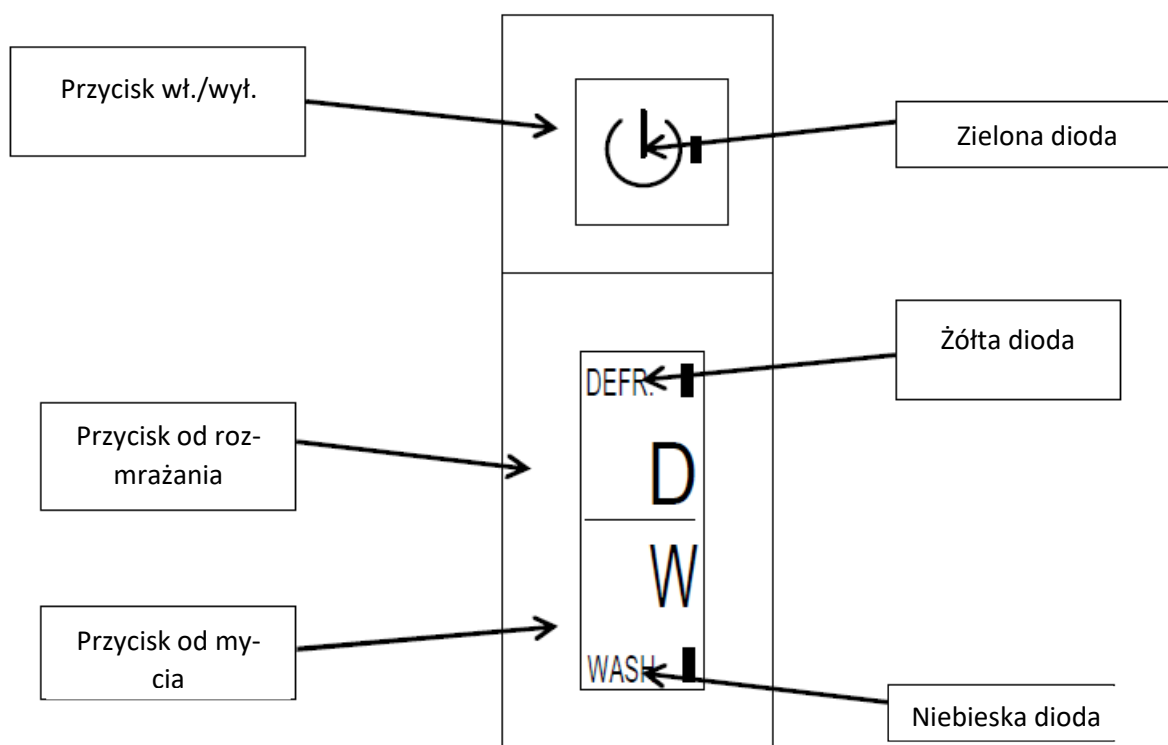 Przycisk wł./wył.
Zielona dioda
Żółta dioda
DEFR.
Przycisk od roz-
mrażania
D
W
Przycisk od my-
cia
WASH
Niebieska dioda